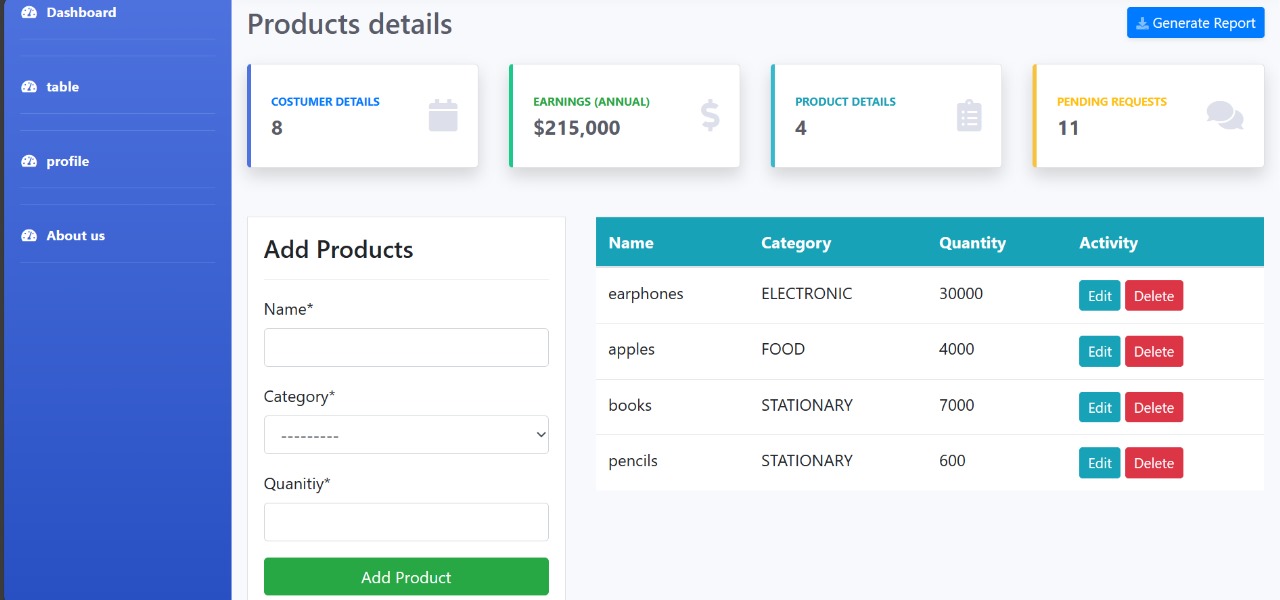 Dashboard
table
profile
About us
Products details
Generate Report
COSTUMER DETAILS
8
EARNINGS (ANNUAL)
$215,000
PRODUCT DETAILS
4
PENDING REQUESTS
11
Add Products
Name*
Category*
---------
Quanitiy*
Add Product
Name Category Quantity Activity
earphones ELECTRONIC 30000 Edit Delete
apples FOOD 4000 Edit Delete
books STATIONARY 7000 Edit Delete
pencils STATIONARY 600 Edit Delete